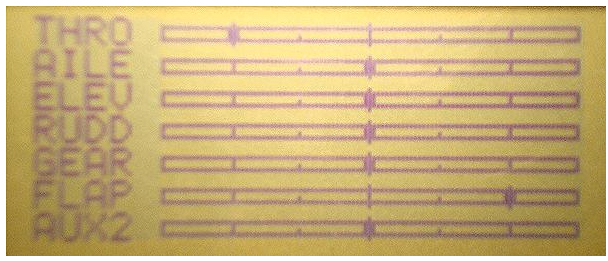 THRO
AILE
ELEV
RUDD
GEAR
FLAP
AUX2